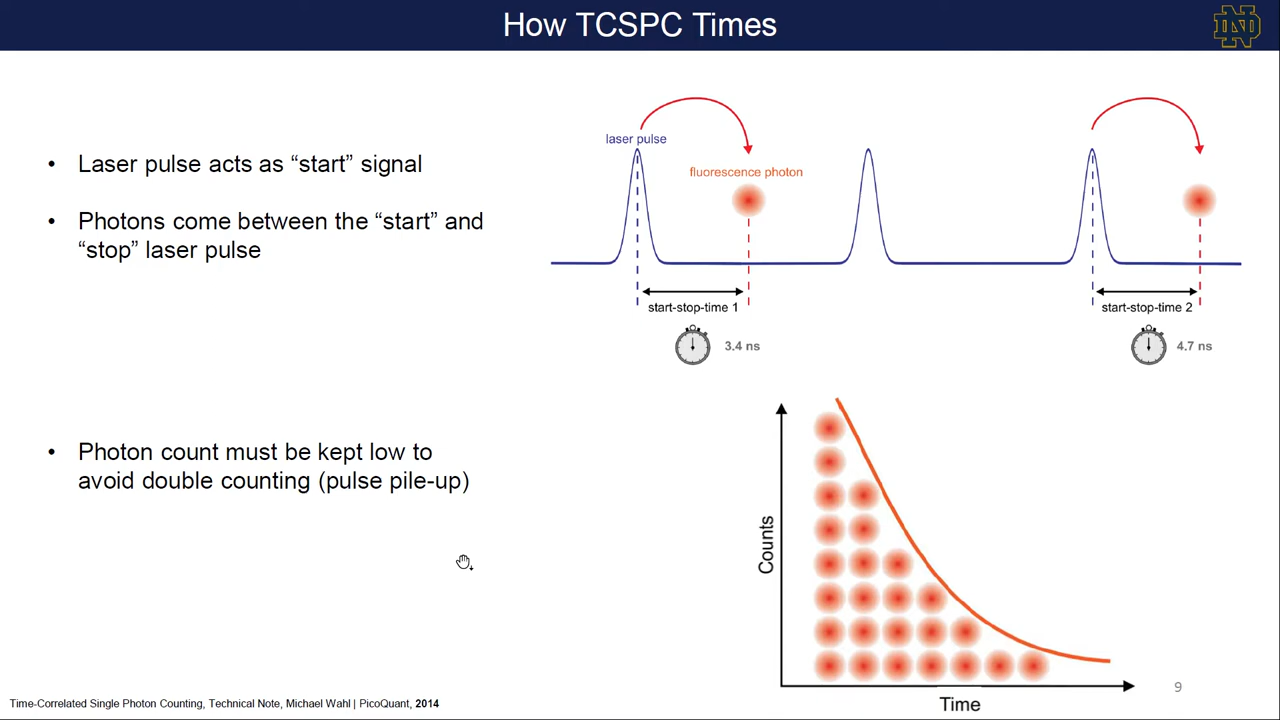 How TCSPC Times
• Laser pulse acts as “start” signal
• Photons come between the “start” and
“stop” laser pulse
• Photon count must be kept low to
avoid double counting (pulse pile-up)
laser pulse
fluorescence photon
start-stop-time 1
start-stop-time 2
3.4 ns
4.7 ns
Counts
Time
9
Time-Correlated Single Photon Counting, Technical Note, Michael Wahl | PicoQuant, 2014
ND